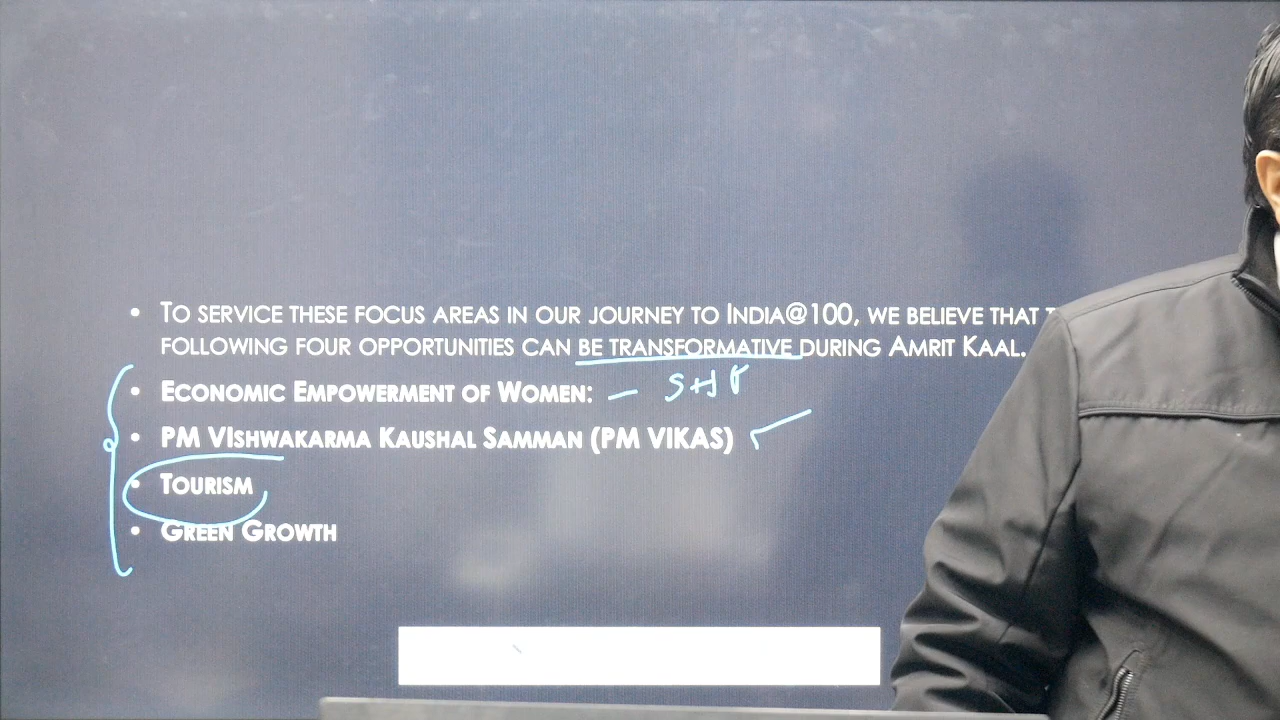 • TO SERVICE THESE FOCUS AREAS IN OUR JOURNEY TO INDIA@100, WE BELIEVE THAT
FOLLOWING FOUR OPPORTUNITIES CAN BE TRANSFORMATIVE DURING AMRIT KAAL.
• ECONOMIC EMPOWERMENT OF WOMEN: –
• PM VISHWAKARMA KAUSHAL SAMMAN (PM VIKAS) ✓
• TOURISM
• GREEN GROWTH